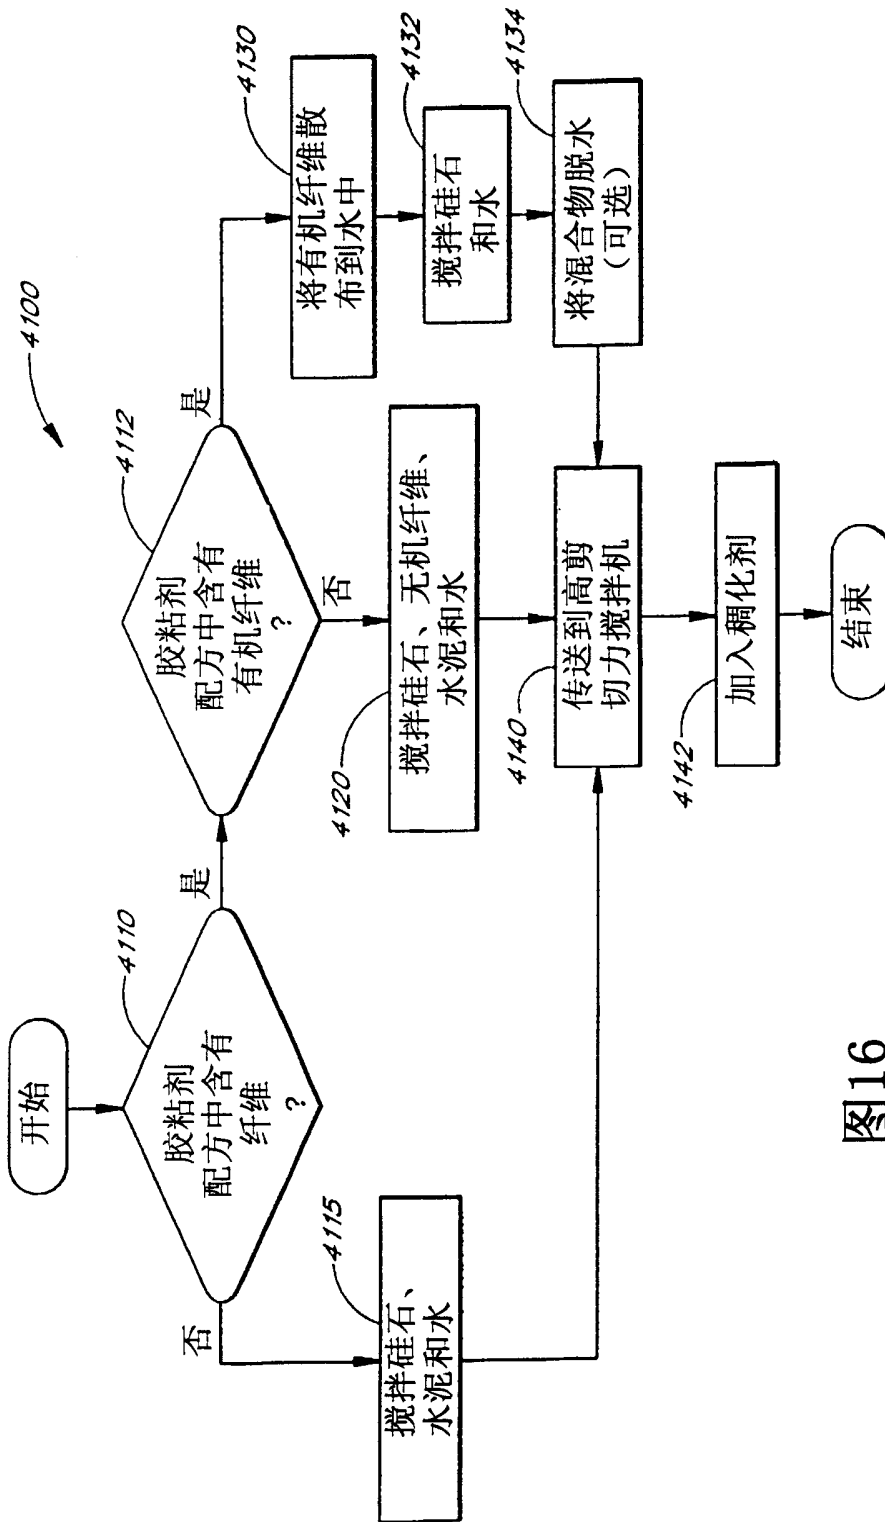 4100
开始
4110
胶粘剂
配方中含有
纤维
?
是
否
4112
胶粘剂
配方中含有
有机纤维
?
是
否
4115
搅拌硅石、
水泥和水
4120
搅拌硅石、无机纤维、
水泥和水
4130
将有机纤维散
布到水中
4132
搅拌硅石
和水
4134
将混合物脱水
（可选）
4140
传送到高剪
切力搅拌机
4142
加入稠化剂
结束
图16